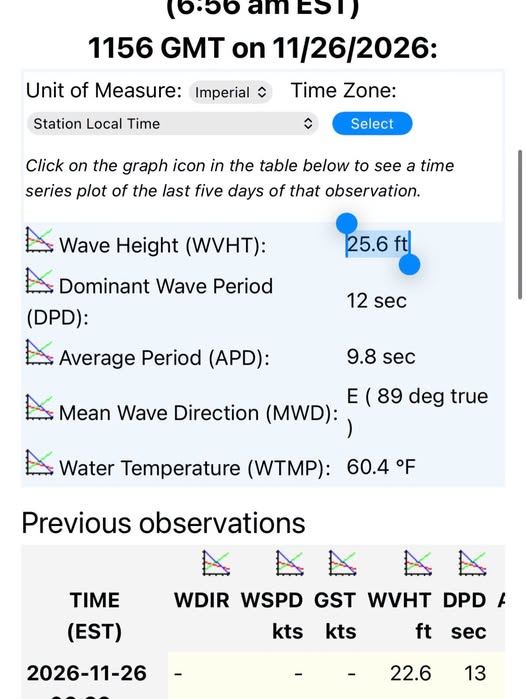 (6:56 am EST)
1156 GMT on 11/26/2026:
Unit of Measure: Imperial Time Zone:
Station Local Time Select
Click on the graph icon in the table below to see a time
series plot of the last five days of that observation.
Wave Height (WVHT): 25.6 ft
Dominant Wave Period
(DPD): 12 sec
Average Period (APD): 9.8 sec
Mean Wave Direction (MWD): E ( 89 deg true
)
Water Temperature (WTMP): 60.4 °F
Previous observations
TIME WDIR WSPD GST WVHT DPD
(EST) kts kts ft sec
2026-11-26 - - - 22.6 13